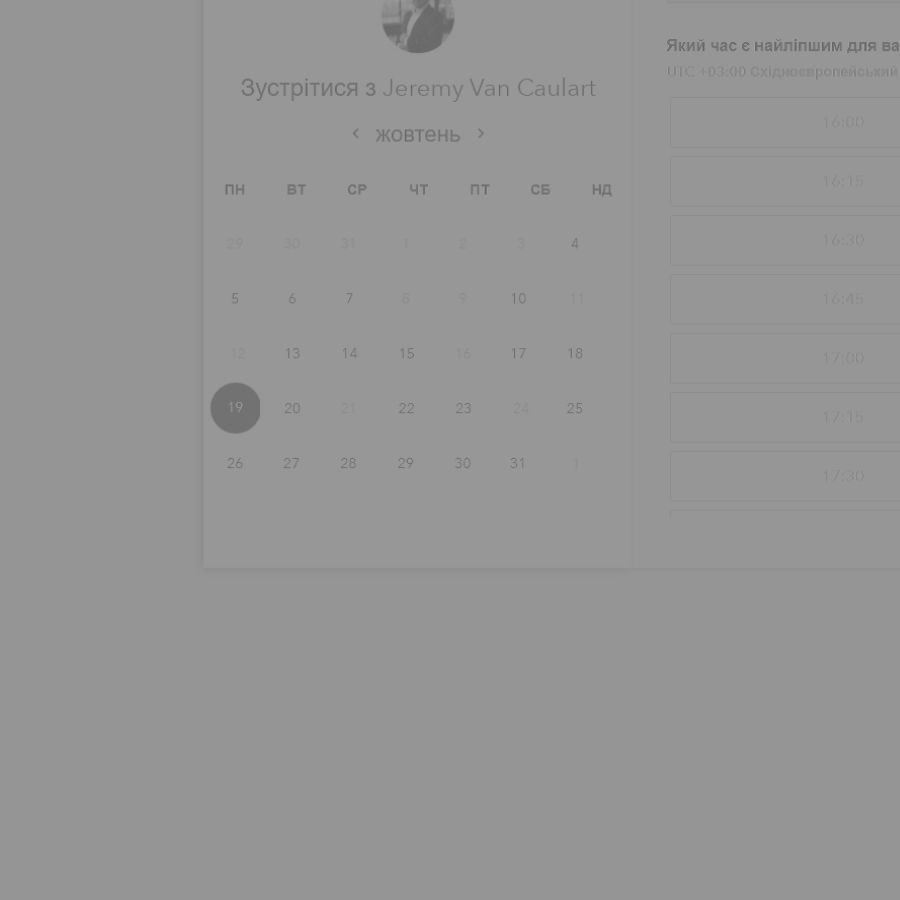 Зустрітися з Jeremy Van Caulart
‹ жовтень ›
ПН ВТ СР ЧТ ПТ СБ НД
29 30 31 1 2 3 4
5 6 7 8 9 10 11
12 13 14 15 16 17 18
19 20 21 22 23 24 25
26 27 28 29 30 31 1
Який час є найліпшим для ва
UTC +03:00 Східноєвропейський
16:00
16:15
16:30
16:45
17:00
17:15
17:30